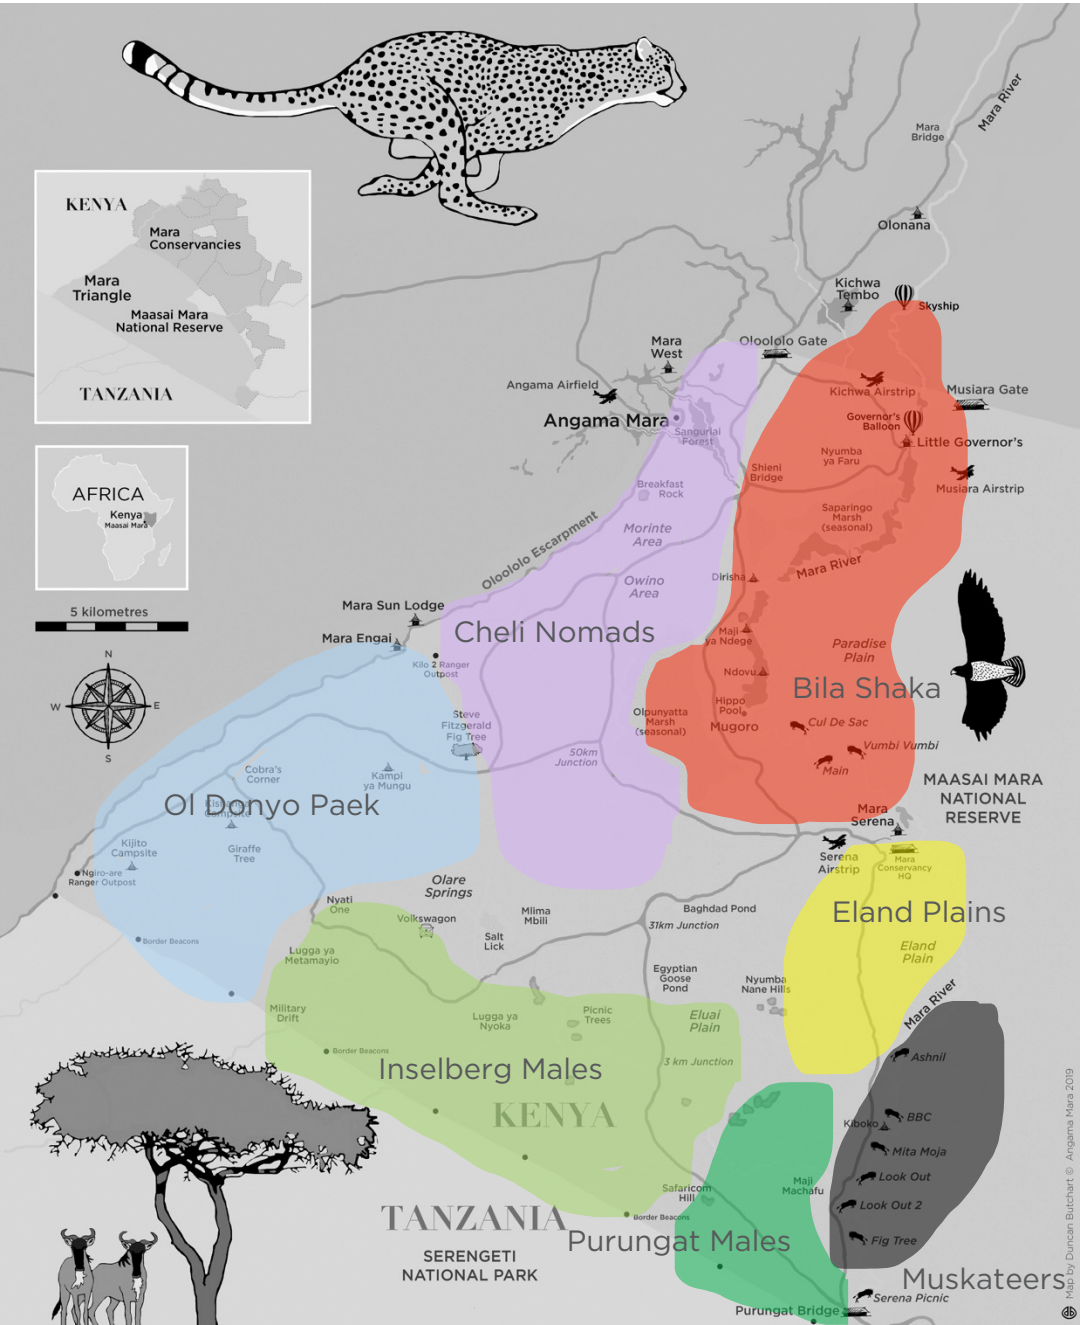 Mara River
Mara
Bridge
Olonana
KENYA
Mara
Conservancies
Mara
Triangle
Maasai Mara
National Reserve
TANZANIA
Kichwa
Tembo
Skyship
Oloololo Gate
Mara
West
Angama Airfield
Angama Mara
Kichwa Airstrip
Musiara Gate
Governor's
Balloon
Little Governor's
Sangurlai
Forest
Nyumba
ya Faru
Shieni
Bridge
Musiara Airstrip
Breakfast
Rock
AFRICA
Kenya
Maasai Mara
Saparingo
Marsh
(seasonal)
Morinte
Area
Oloololo Escarpment
Mara River
Dirisha
Owino
Area
5 kilometres
Mara Sun Lodge
Mara Engai
Cheli Nomads
Maji
ya Ndege
Paradise
Plain
N
W
E
S
Kilo 2 Ranger
Outpost
Ndovu
Bila Shaka
Hippo
Pool
Mugoro
Olpunyatta
Marsh
(seasonal)
Steve
Fitzgerald
Fig Tree
Cul De Sac
Vumbi Vumbi
Main
50km
Junction
Cobra's
Corner
Kampi
ya Mungu
MAASAI MARA
NATIONAL
RESERVE
Ol Donyo Paek
Campsite
Mara
Serena
Kijito
Campsite
Giraffe
Tree
Serena
Airstrip
Mara
Conservancy
HQ
Ngiro-are
Ranger Outpost
Olare
Springs
Nyati
One
Volkswagon
Mlima
Mbili
Baghdad Pond
31km Junction
Eland Plains
Salt
Lick
Border Beacons
Lugga ya
Metamayio
Eland
Plain
Egyptian
Goose
Pond
Nyumba
Nane Hills
Mara River
Military
Drift
Lugga ya
Nyoka
Picnic
Trees
Eluai
Plain
Border Beacons
Inselberg Males
3 km Junction
Ashnil
KENYA
BBC
Kiboko
Mita Moja
Look Out
Look Out 2
Fig Tree
Safaricom
Hill
Maji
Machafu
TANZANIA
Border Beacons
Purungat Males
SERENGETI
NATIONAL PARK
Muskateers
Serena Picnic
Purungat Bridge
Map by Duncan Butchart © Angama Mara 2019